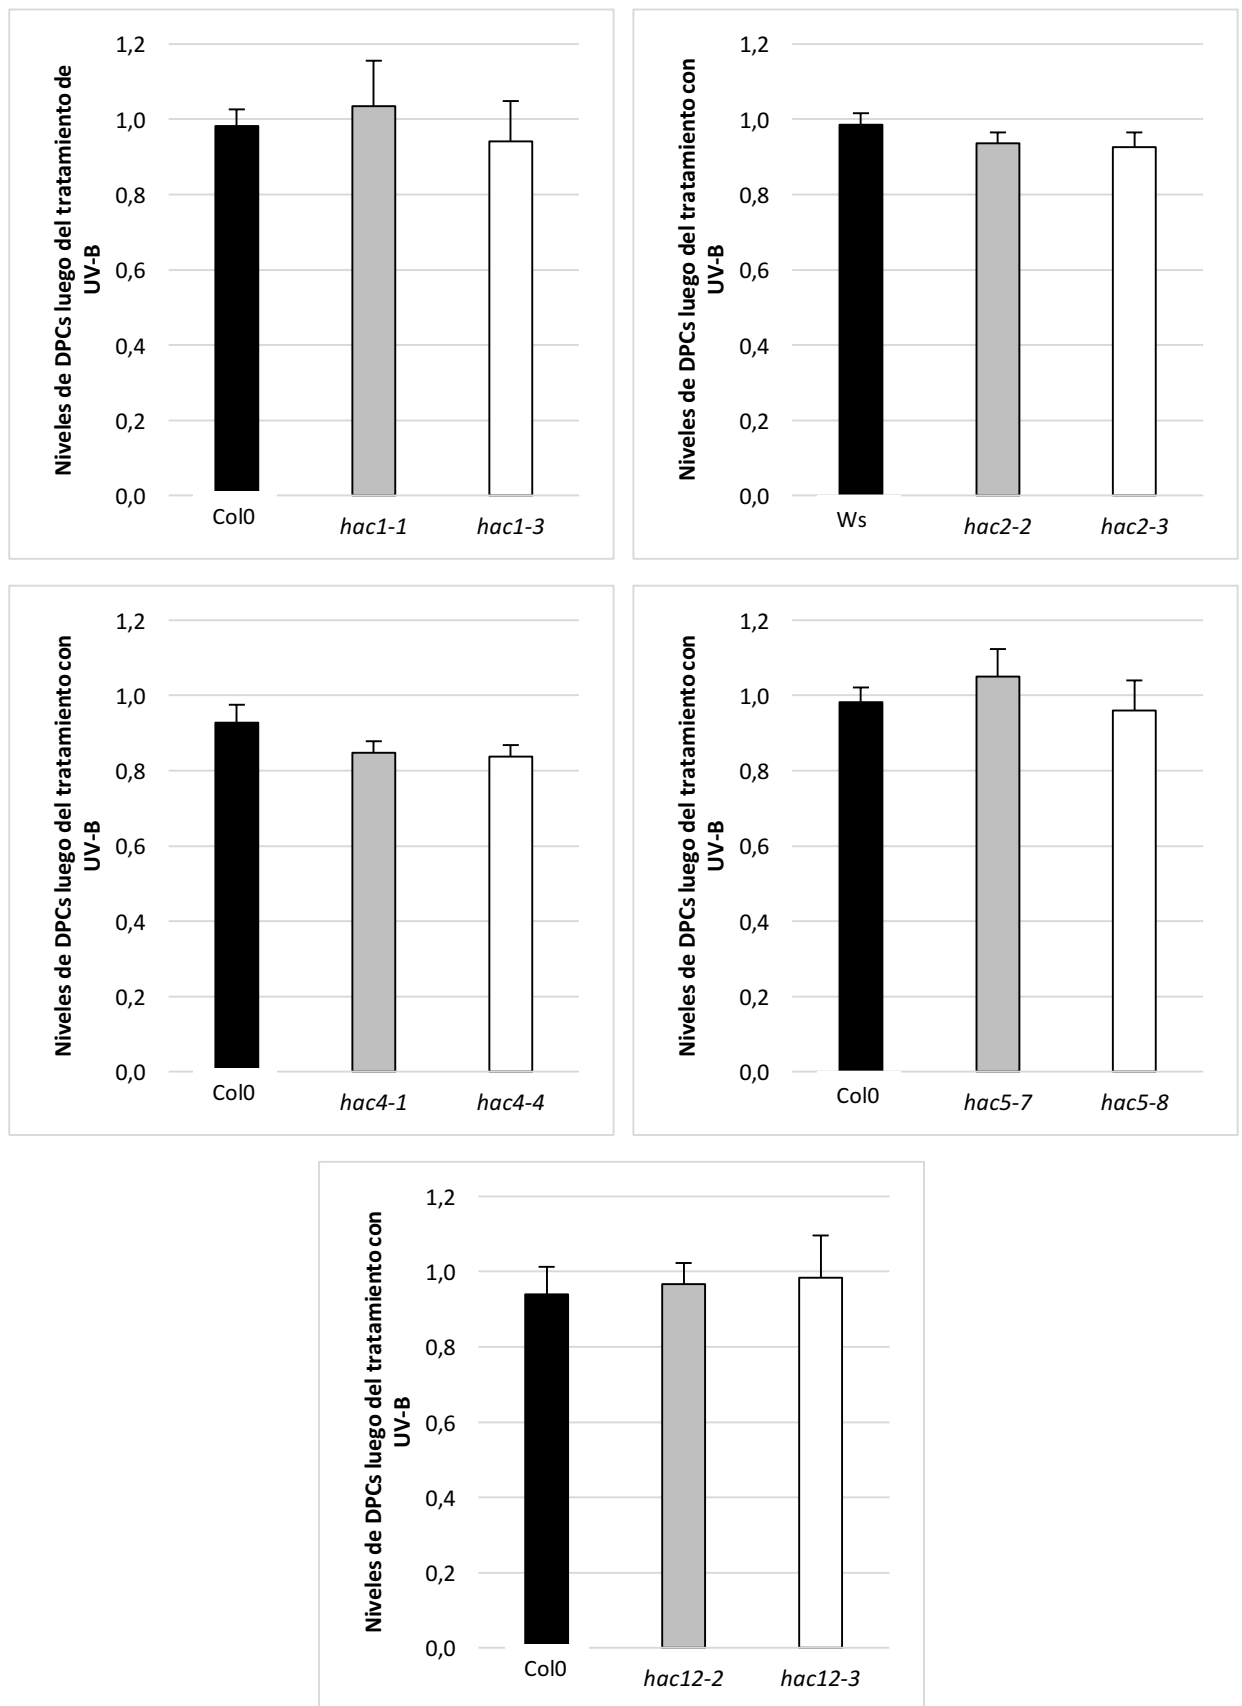 Niveles de DPCs luego del tratamiento de
UV-B
1,2
1,0
0,8
0,6
0,4
0,2
0,0
Col0
hac1-1
hac1-3
Niveles de DPCs luego del tratamiento con
UV-B
1,2
1,0
0,8
0,6
0,4
0,2
0,0
Ws
hac2-2
hac2-3
Niveles de DPCs luego del tratamiento con
UV-B
1,2
1,0
0,8
0,6
0,4
0,2
0,0
Col0
hac4-1
hac4-4
Niveles de DPCs luego del tratamiento con
UV-B
1,2
1,0
0,8
0,6
0,4
0,2
0,0
Col0
hac5-7
hac5-8
Niveles de DPCs luego del tratamiento con
UV-B
1,2
1,0
0,8
0,6
0,4
0,2
0,0
Col0
hac12-2
hac12-3